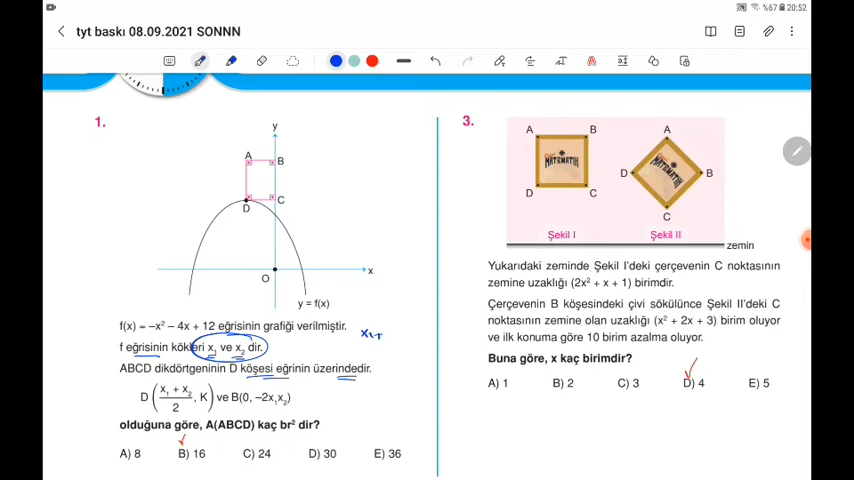 %67 20:52
tyt baskı 08.09.2021 SONNN
1.
y
A
B
C
D
O
x
y = f(x)
f(x) = –x² – 4x + 12 eğrisinin grafiği verilmiştir.
f eğrisinin kökleri x₁ ve x₂ dir.
x₁+
ABCD dikdörtgeninin D köşesi eğrinin üzerindedir.
D( (x₁ + x₂)/2, K ) ve B(0, –2x₁x₂)
olduğuna göre, A(ABCD) kaç br² dir?
A) 8 B) 16 C) 24 D) 30 E) 36
3.
A B
MATEMATİK
D C
Şekil I
A
D B
MATEMATİK
C
Şekil II
zemin
Yukarıdaki zeminde Şekil I'deki çerçevenin C noktasının
zemine uzaklığı (2x² + x + 1) birimdir.
Çerçevenin B köşesindeki çivi sökülünce Şekil II'deki C
noktasının zemine olan uzaklığı (x² + 2x + 3) birim oluyor
ve ilk konuma göre 10 birim azalma oluyor.
Buna göre, x kaç birimdir?
A) 1 B) 2 C) 3 D) 4 E) 5